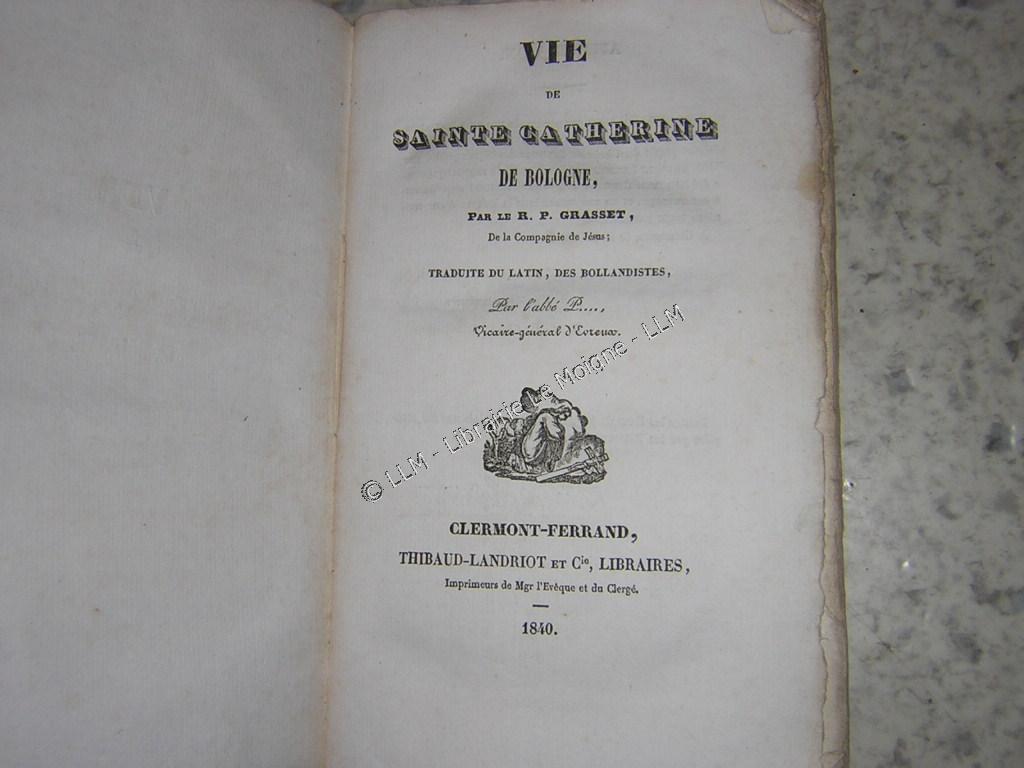 VIE
DE
SAINTE CATHERINE
DE BOLOGNE,
PAR LE R. P. GRASSET,
De la Compagnie de Jésus;
TRADUITE DU LATIN, DES BOLLANDISTES,
Par l'abbé P....,
Vicaire-général d'Evreux.
© LLM - Librairie Le Moigne - LLM
CLERMONT-FERRAND,
THIBAUD-LANDRIOT ET Cie, LIBRAIRES,
Imprimeurs de Mgr l'Evêque et du Clergé.
1840.